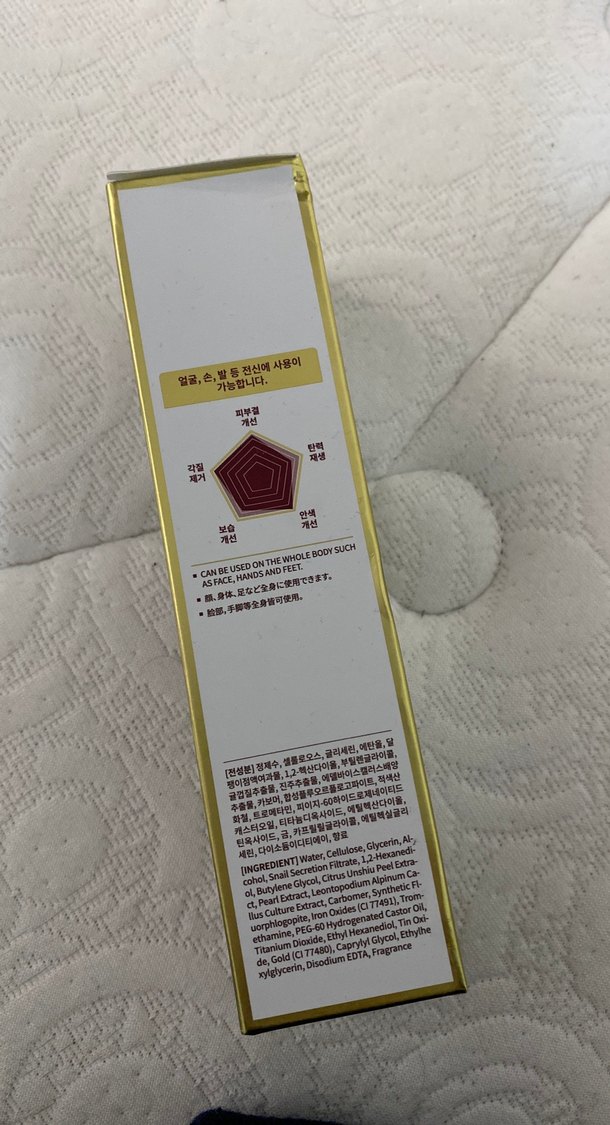 얼굴, 손, 발 등 전신에 사용이
가능합니다.
피부결
개선
탄력
재생
각질
제거
보습
개선
안색
개선
▪ CAN BE USED ON THE WHOLE BODY SUCH
AS FACE, HANDS AND FEET.
▪ 顔、身体、足など全身に使用できます。
▪ 脸部, 手脚等全身皆可使用。
[전성분] 정제수, 셀룰로오스, 글리세린, 에탄올, 달
팽이점액여과물, 1,2-헥산다이올, 부틸렌글라이콜,
귤껍질추출물, 진주추출물, 에델바이스캘러스배양
추출물, 카보머, 합성플루오르플로고파이트, 적색산
화철, 트로메타민, 피이지-60하이드로제네이티드
캐스터오일, 티타늄디옥사이드, 에틸헥산다이올,
틴옥사이드, 금, 카프릴릴글라이콜, 에틸헥실글리
세린, 다이소듐이디티에이, 향료
[INGREDIENT] Water, Cellulose, Glycerin, Al-
cohol, Snail Secretion Filtrate, 1,2-Hexanedi-
ol, Butylene Glycol, Citrus Unshiu Peel Extra-
ct, Pearl Extract, Leontopodium Alpinum Ca-
llus Culture Extract, Carbomer, Synthetic Fl-
uorphlogopite, Iron Oxides (CI 77491), Trom-
ethamine, PEG-60 Hydrogenated Castor Oil,
Titanium Dioxide, Ethyl Hexanediol, Tin Oxi-
de, Gold (CI 77480), Caprylyl Glycol, Ethylhe
xylglycerin, Disodium EDTA, Fragrance